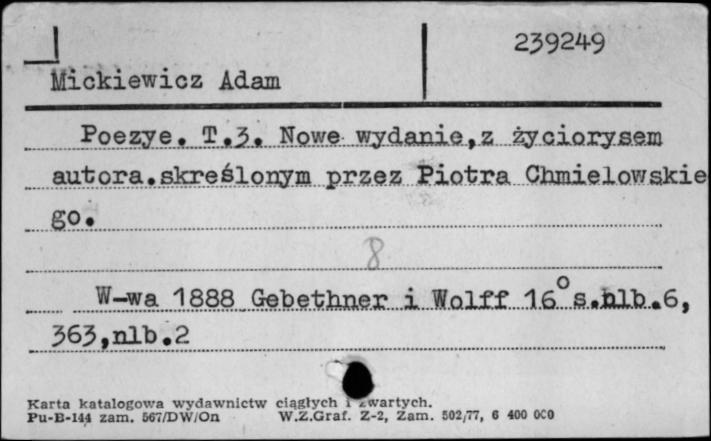 239249
Mickiewicz Adam
Poezye. T.3. Nowe wydanie,z życiorysem
autora.skreślonym przez Piotra Chmielowskie
go.
8
W-wa 1888 Gebethner i Wolff 16° s.nlb.6,
363,nlb.2
Karta katalogowa wydawnictw ciągłych i zwartych.
Pu-B-144 zam. 567/DW/On W.Z.Graf. Z-2, Zam. 502/77, 6 400 000